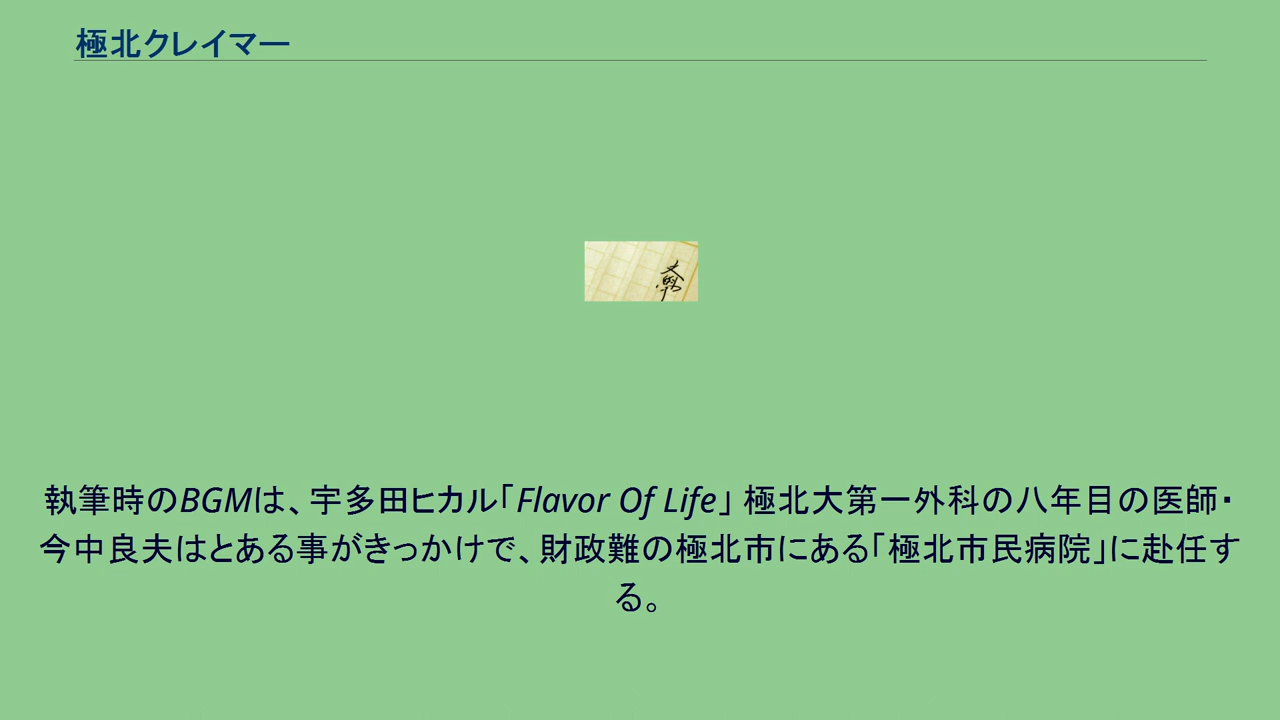 極北クレイマー
執筆時のBGMは、宇多田ヒカル「Flavor Of Life」 極北大第一外科の八年目の医師・
今中良夫はとある事がきっかけで、財政難の極北市にある「極北市民病院」に赴任す
る。